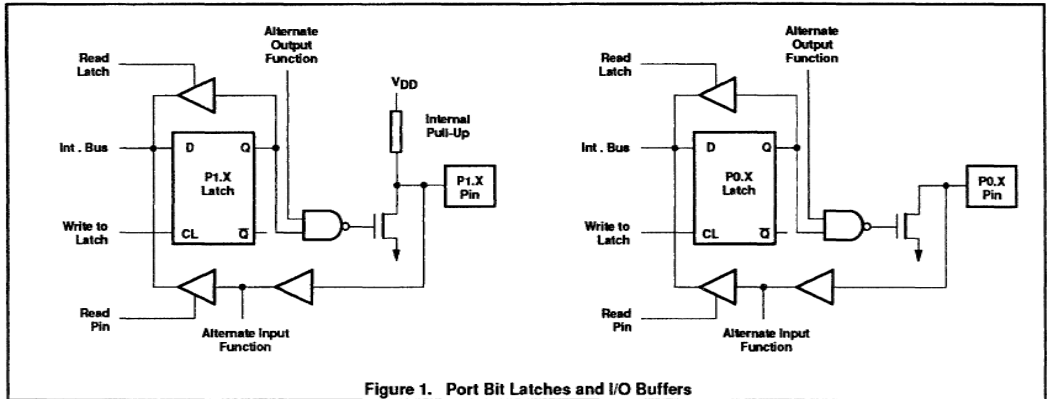 Alternate
Output
Function
Read
Latch
VDD
Internal
Pull-Up
Int . Bus
D
Q
P1.X
Latch
P1.X
Pin
Write to
Latch
CL
Q̅
Read
Pin
Alternate Input
Function
Alternate
Output
Function
Read
Latch
Int . Bus
D
Q
P0.X
Latch
P0.X
Pin
Write to
Latch
CL
Q̅
Read
Pin
Alternate Input
Function
Figure 1. Port Bit Latches and I/O Buffers